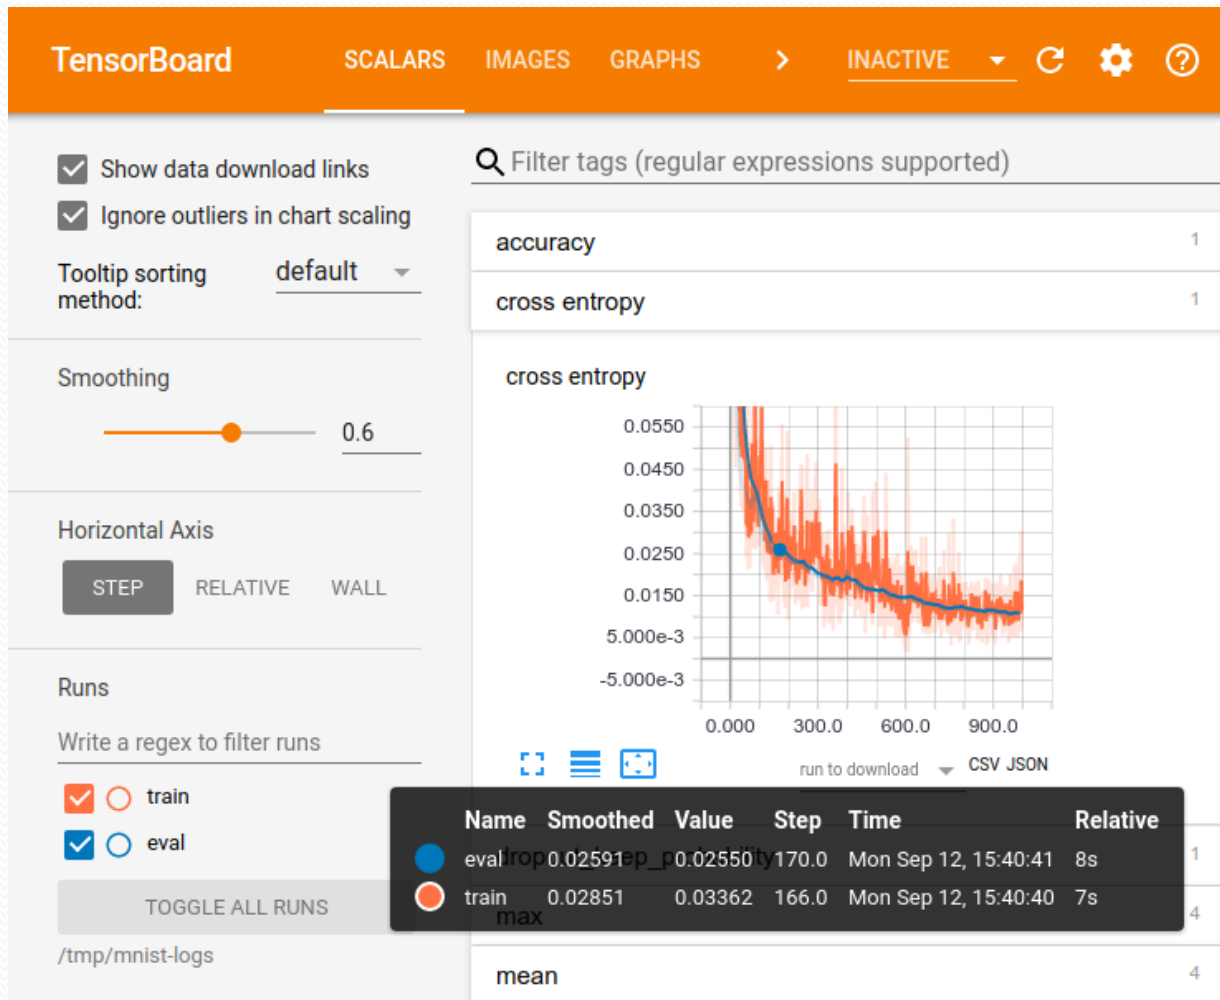 TensorBoard SCALARS IMAGES GRAPHS INACTIVE
Show data download links
Ignore outliers in chart scaling
Tooltip sorting method: default
Smoothing
0.6
Horizontal Axis
STEP RELATIVE WALL
Runs
Write a regex to filter runs
train
eval
TOGGLE ALL RUNS
/tmp/mnist-logs
Filter tags (regular expressions supported)
accuracy 1
cross entropy 1
cross entropy
0.0550
0.0450
0.0350
0.0250
0.0150
5.000e-3
-5.000e-3
0.000 300.0 600.0 900.0
run to download CSV JSON
Name Smoothed Value Step Time Relative
eval 0.02591 0.02550 170.0 Mon Sep 12, 15:40:41 8s
train 0.02851 0.03362 166.0 Mon Sep 12, 15:40:40 7s
dropout_keep_probability 1
max 4
mean 4